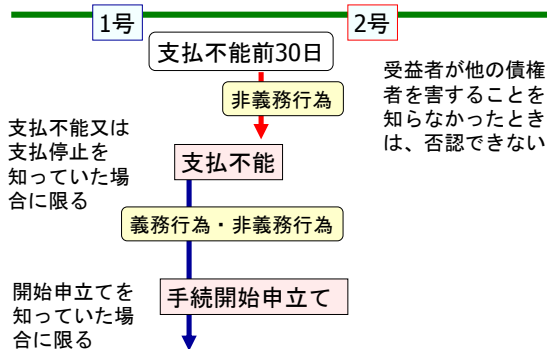 1号
2号
支払不能前30日
受益者が他の債権
者を害することを
知らなかったとき
は、否認できない
非義務行為
支払不能又は
支払停止を
知っていた場
合に限る
支払不能
義務行為・非義務行為
開始申立てを
知っていた場
合に限る
手続開始申立て